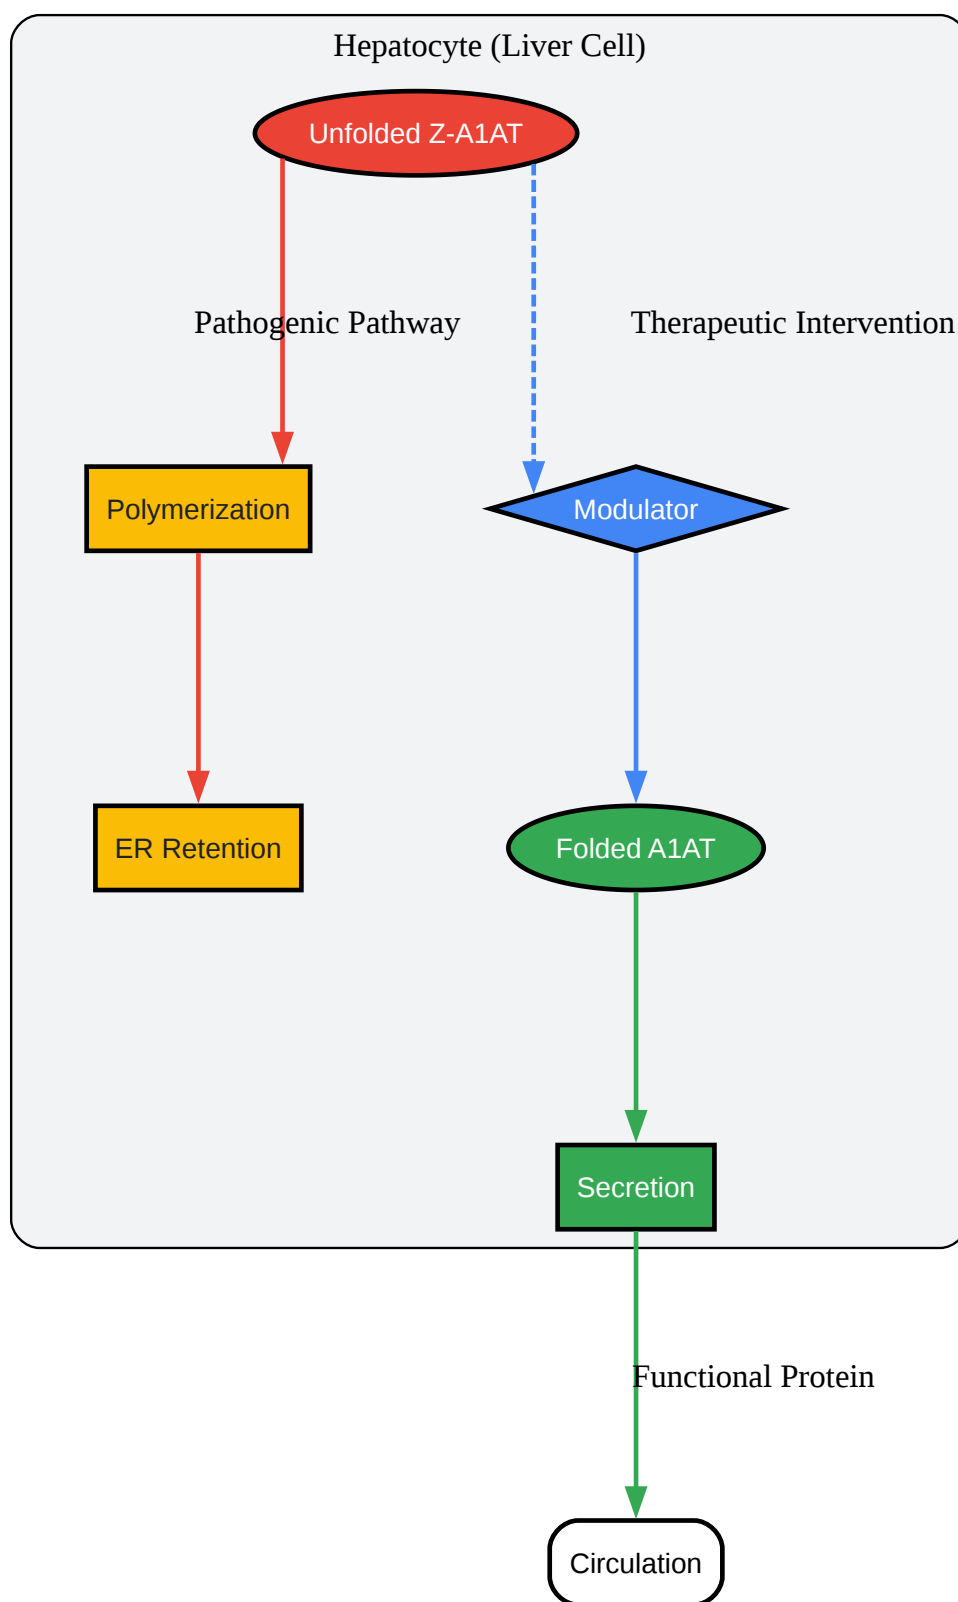 Hepatocyte (Liver Cell)
Unfolded Z-A1AT
Pathogenic Pathway
Therapeutic Intervention
Polymerization
Modulator
ER Retention
Folded A1AT
Secretion
Functional Protein
Circulation